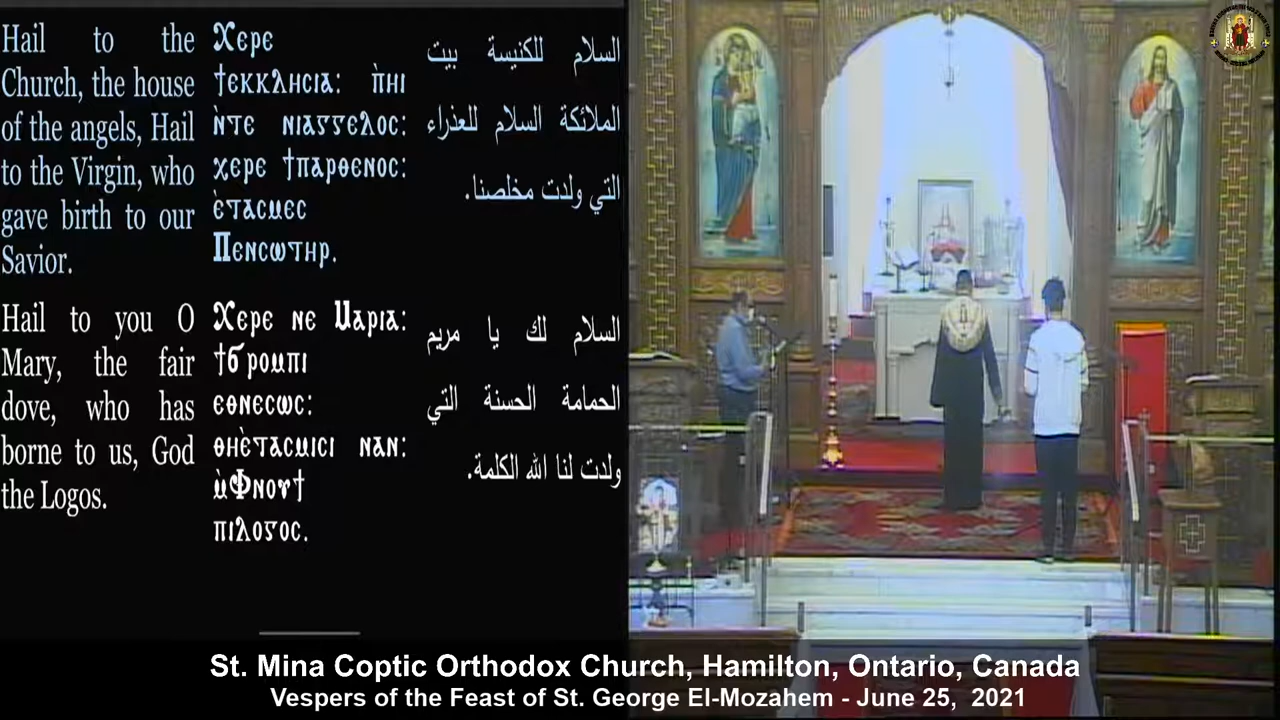 Hail to the
Church, the house
of the angels, Hail
to the Virgin, who
gave birth to our
Savior.
Ⲭⲉⲣⲉ
ϯⲉⲕⲕⲗⲏⲥⲓⲁ: ⲡ̀ⲏⲓ
ⲛ̀ⲧⲉ ⲛⲓⲁⲅⲅⲉⲗⲟⲥ:
ⲭⲉⲣⲉ ϯⲡⲁⲣⲑⲉⲛⲟⲥ:
ⲉ̀ⲧⲁⲥⲙⲉⲥ
Ⲡⲉⲛⲥⲱⲧⲏⲣ.
السلام للكنيسة بيت
الملائكة السلام للعذراء
التي ولدت مخلصنا.
Hail to you O
Mary, the fair
dove, who has
borne to us, God
the Logos.
Ⲭⲉⲣⲉ ⲛⲉ Ⲙⲁⲣⲓⲁ:
ϯϭⲣⲟⲙⲡⲓ
ⲉⲑⲛⲉⲥⲱⲥ:
ⲑⲏⲉ̀ⲧⲁⲥⲙⲓⲥⲓ ⲛⲁⲛ:
ⲙ̀Ⲫⲛⲟⲩϯ
ⲡⲓⲗⲟⲅⲟⲥ.
السلام لك يا مريم
الحمامة الحسنة التي
ولدت لنا الله الكلمة.
St. Mina Coptic Orthodox Church, Hamilton, Ontario, Canada
Vespers of the Feast of St. George El-Mozahem - June 25, 2021